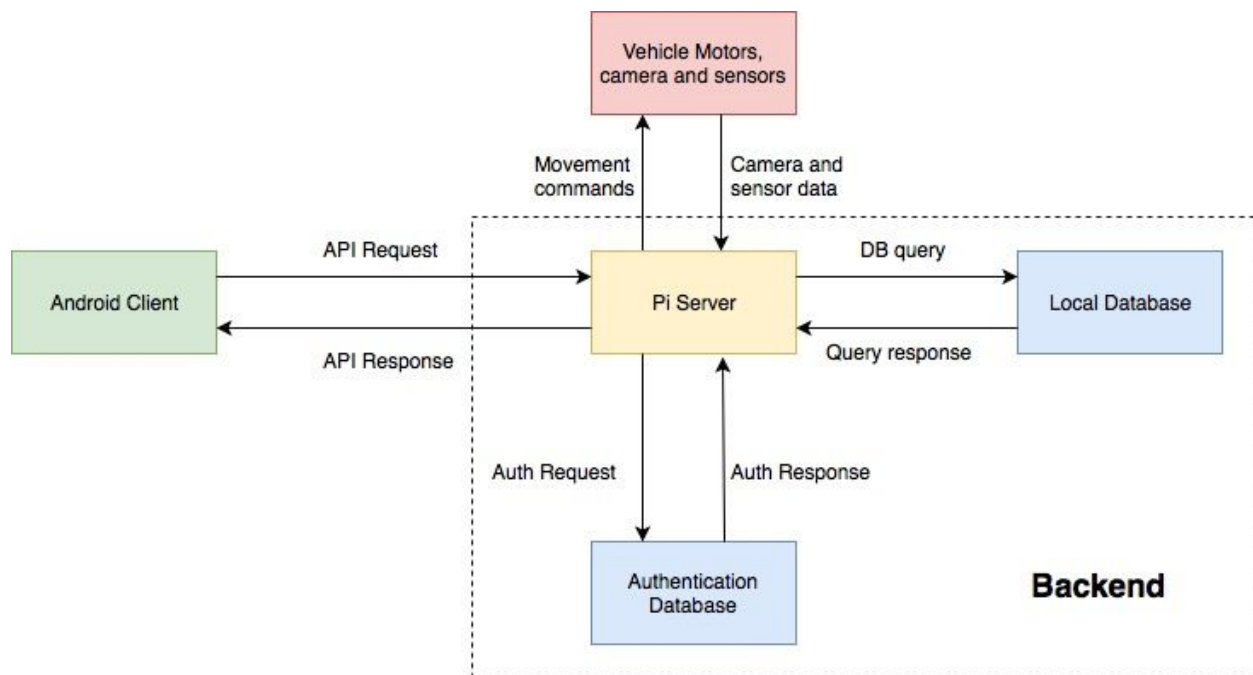 Vehicle Motors,
camera and sensors
Movement
commands
Camera and
sensor data
API Request
DB query
Android Client
Pi Server
Local Database
API Response
Query response
Auth Request
Auth Response
Authentication
Database
Backend